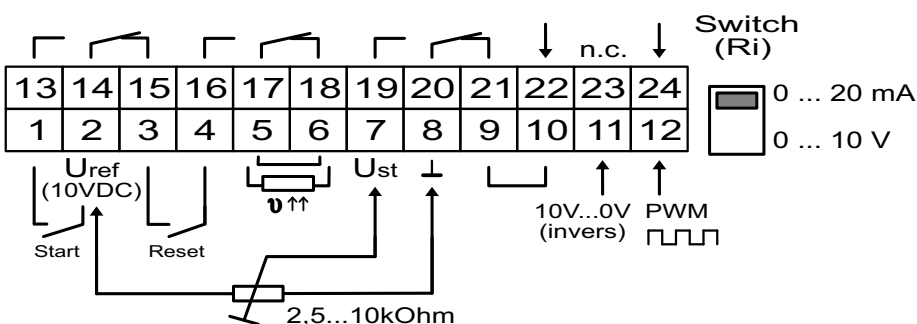 Switch
(Ri)
n.c.
13 14 15 16 17 18 19 20 21 22 23 24
0 ... 20 mA
1 2 3 4 5 6 7 8 9 10 11 12
0 ... 10 V
Uref
(10VDC)
Ust
⊥
ϑ ↑↑
10V...0V
(invers)
PWM
Start
Reset
2,5...10kOhm